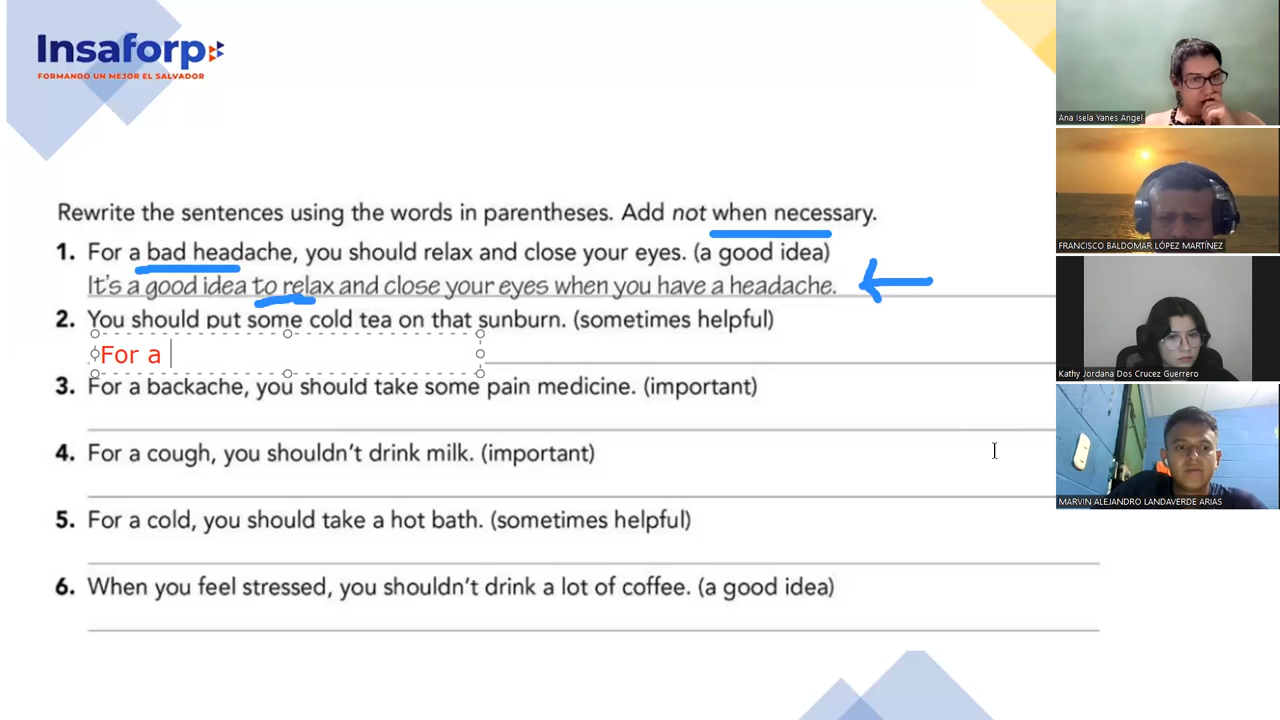 Insaforp
FORMANDO UN MEJOR EL SALVADOR
Rewrite the sentences using the words in parentheses. Add not when necessary.
1. For a bad headache, you should relax and close your eyes. (a good idea)
It's a good idea to relax and close your eyes when you have a headache.
2. You should put some cold tea on that sunburn. (sometimes helpful)
For a
3. For a backache, you should take some pain medicine. (important)
4. For a cough, you shouldn't drink milk. (important)
5. For a cold, you should take a hot bath. (sometimes helpful)
6. When you feel stressed, you shouldn't drink a lot of coffee. (a good idea)
Ana Isela Yanes Angel
FRANCISCO BALDOMAR LÓPEZ MARTÍNEZ
Kathy Jordana Dos Crucez Guerrero
MARVIN ALEJANDRO LANDAVERDE ARIAS